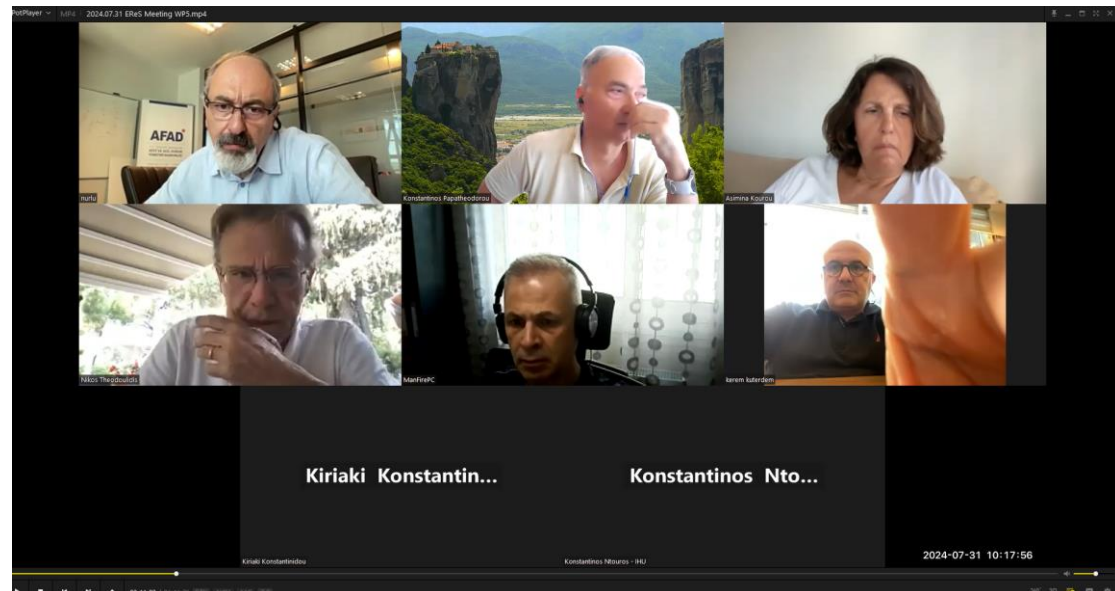 PotPlayer
MP4
2024.07.31 EReS Meeting WP5.mp4
AFAD
nurlu
Konstantinos Papatheodorou
Asimina Kourou
Nikos Theodoulidis
ManFirePC
kerem kuterdem
Kiriaki Konstantin...
Konstantinos Nto...
Kiriaki Konstantinidou
Konstantinos Ntouros - IHU
2024-07-31 10:17:56